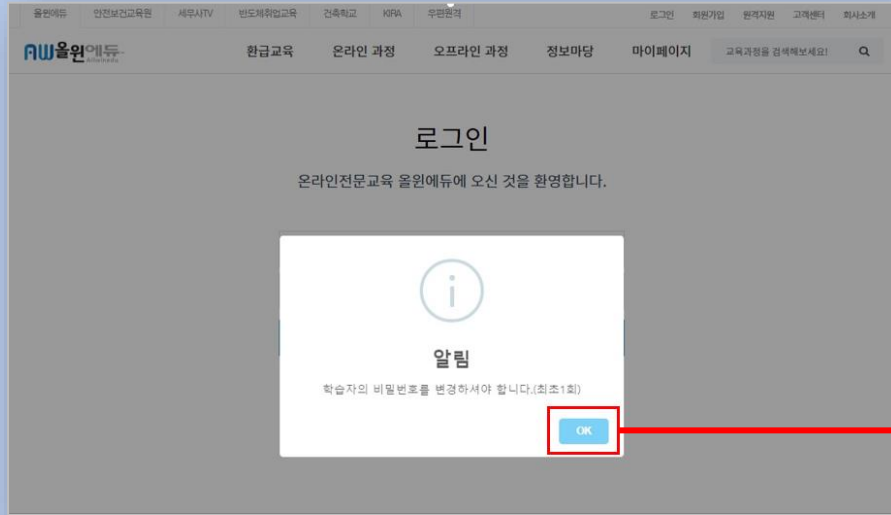 올윈에듀 안전보건교육원 세무사TV 반도체취업교육 건축학교 KIRA 우편원격 로그인 회원가입 원격지원 고객센터 회사소개
AW올윈에듀 환급교육 온라인 과정 오프라인 과정 정보마당 마이페이지 교육과정을 검색해보세요!
로그인
온라인전문교육 올윈에듀에 오신 것을 환영합니다.
i
알림
학습자의 비밀번호를 변경하셔야 합니다.(최초1회)
OK